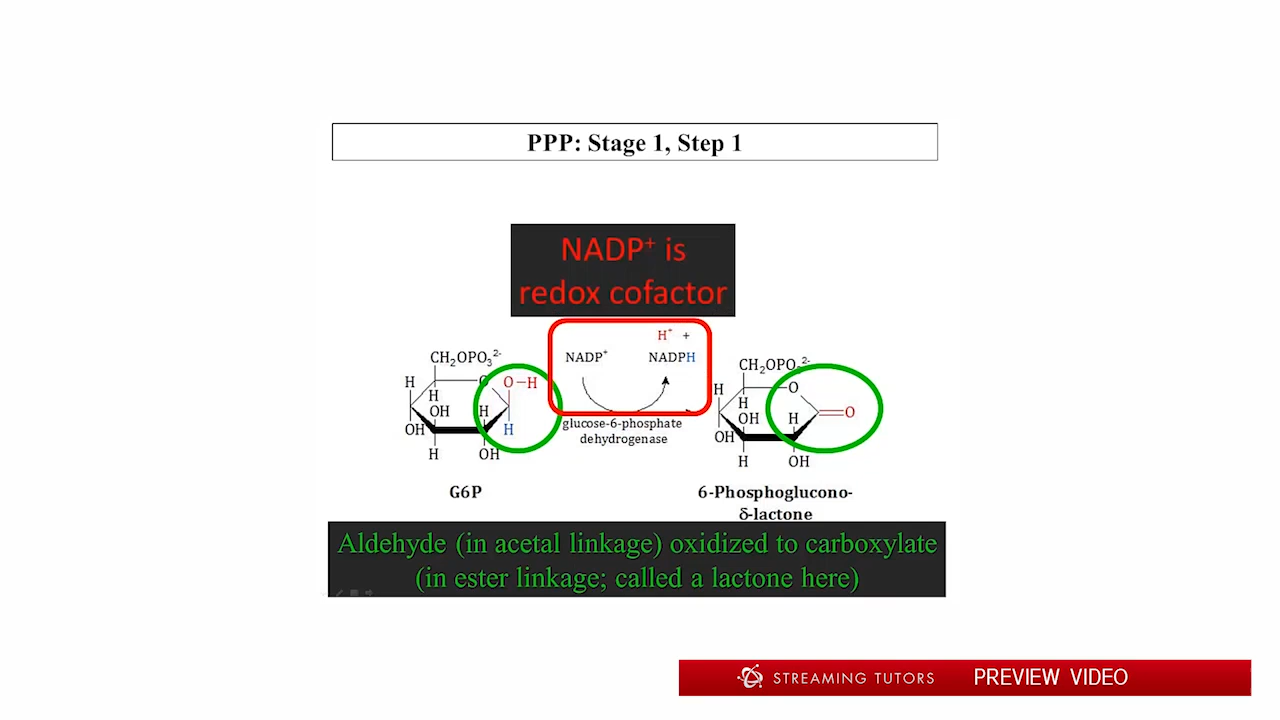 PPP: Stage 1, Step 1
NADP⁺ is
redox cofactor
H⁺ +
NADP⁺ NADPH
CH₂OPO₃²⁻
H O O–H
H
OH H
OH H
H OH
glucose-6-phosphate
dehydrogenase
CH₂OPO₃²⁻
H O
H
OH H O
OH
H OH
G6P
6-Phosphoglucono-
δ-lactone
Aldehyde (in acetal linkage) oxidized to carboxylate
(in ester linkage; called a lactone here)
STREAMING TUTORS PREVIEW VIDEO